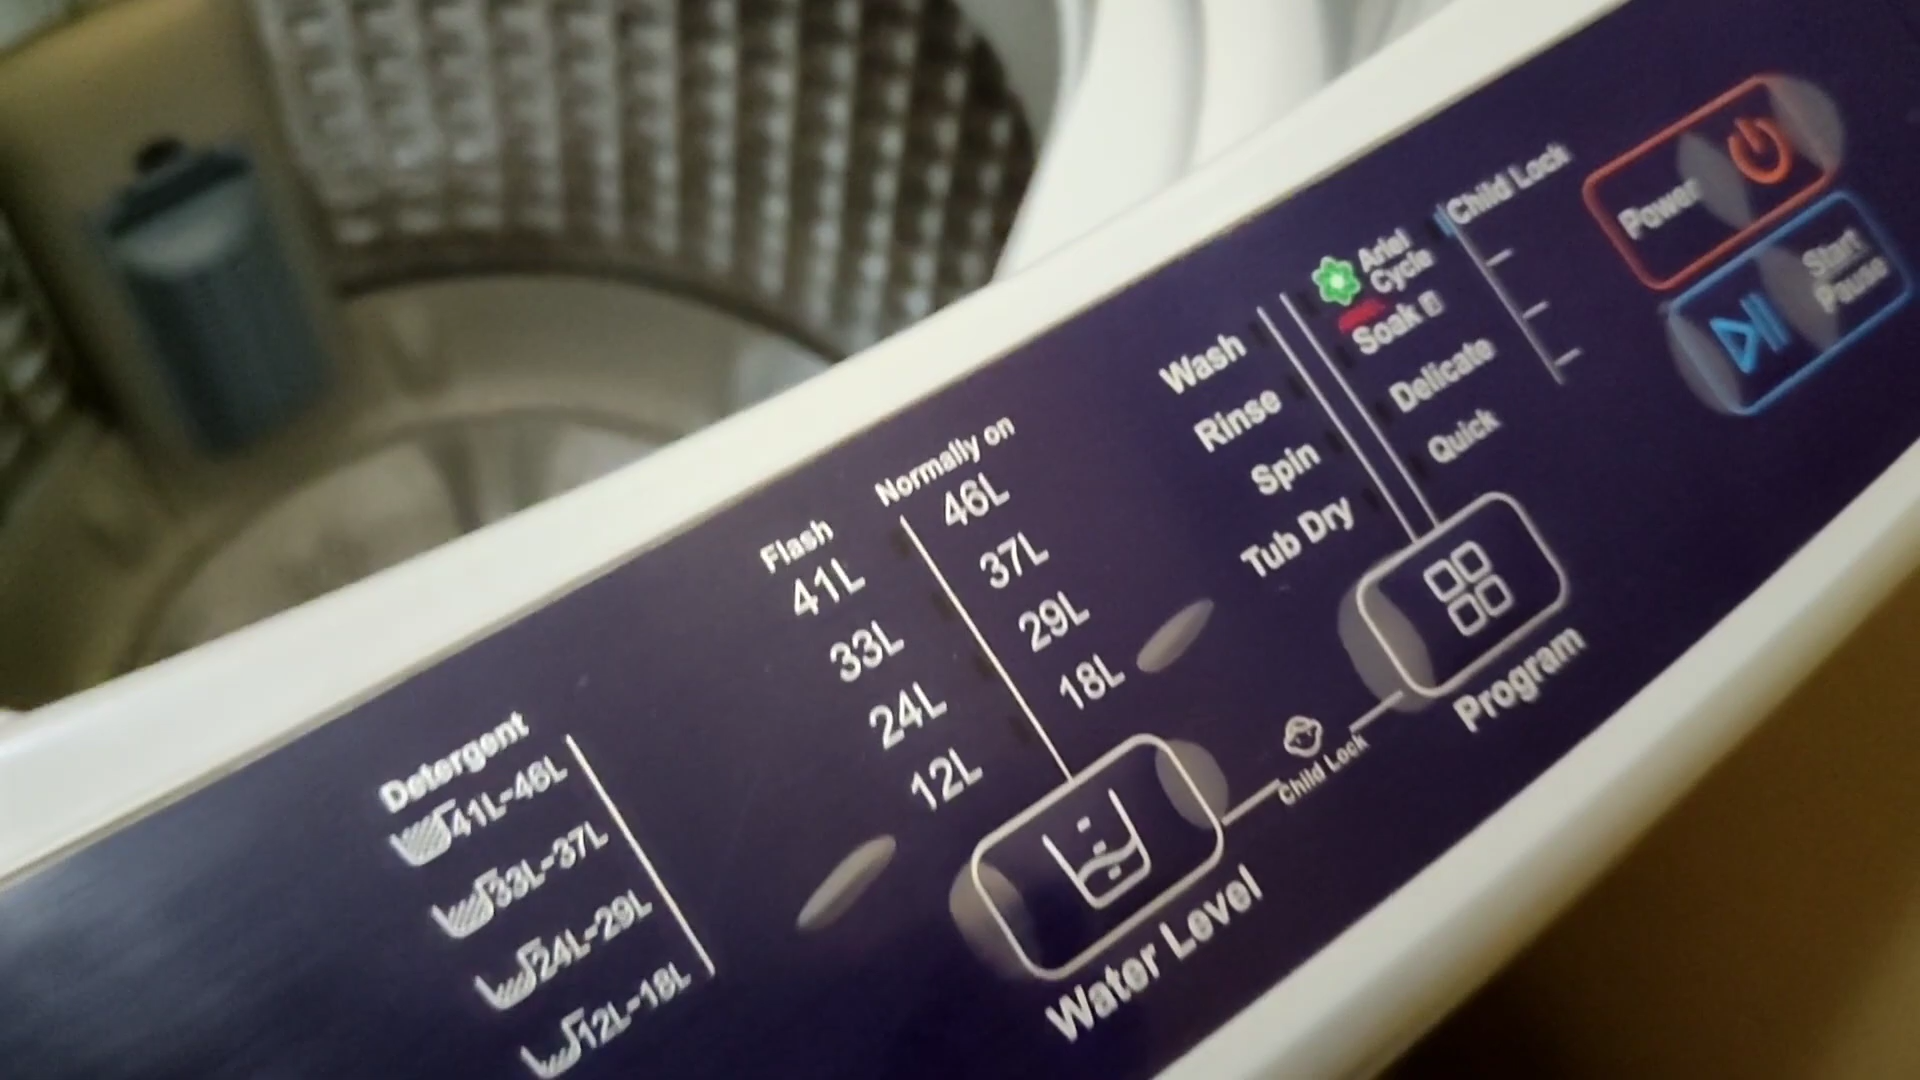 Detergent
41L-46L
33L-37L
24L-29L
12L-18L
Flash
41L
33L
24L
12L
Normally on
46L
37L
29L
18L
Water Level
Child Lock
Wash
Rinse
Spin
Tub Dry
Ariel
Cycle
Soak
Delicate
Quick
Program
Child Lock
Power
Start
Pause